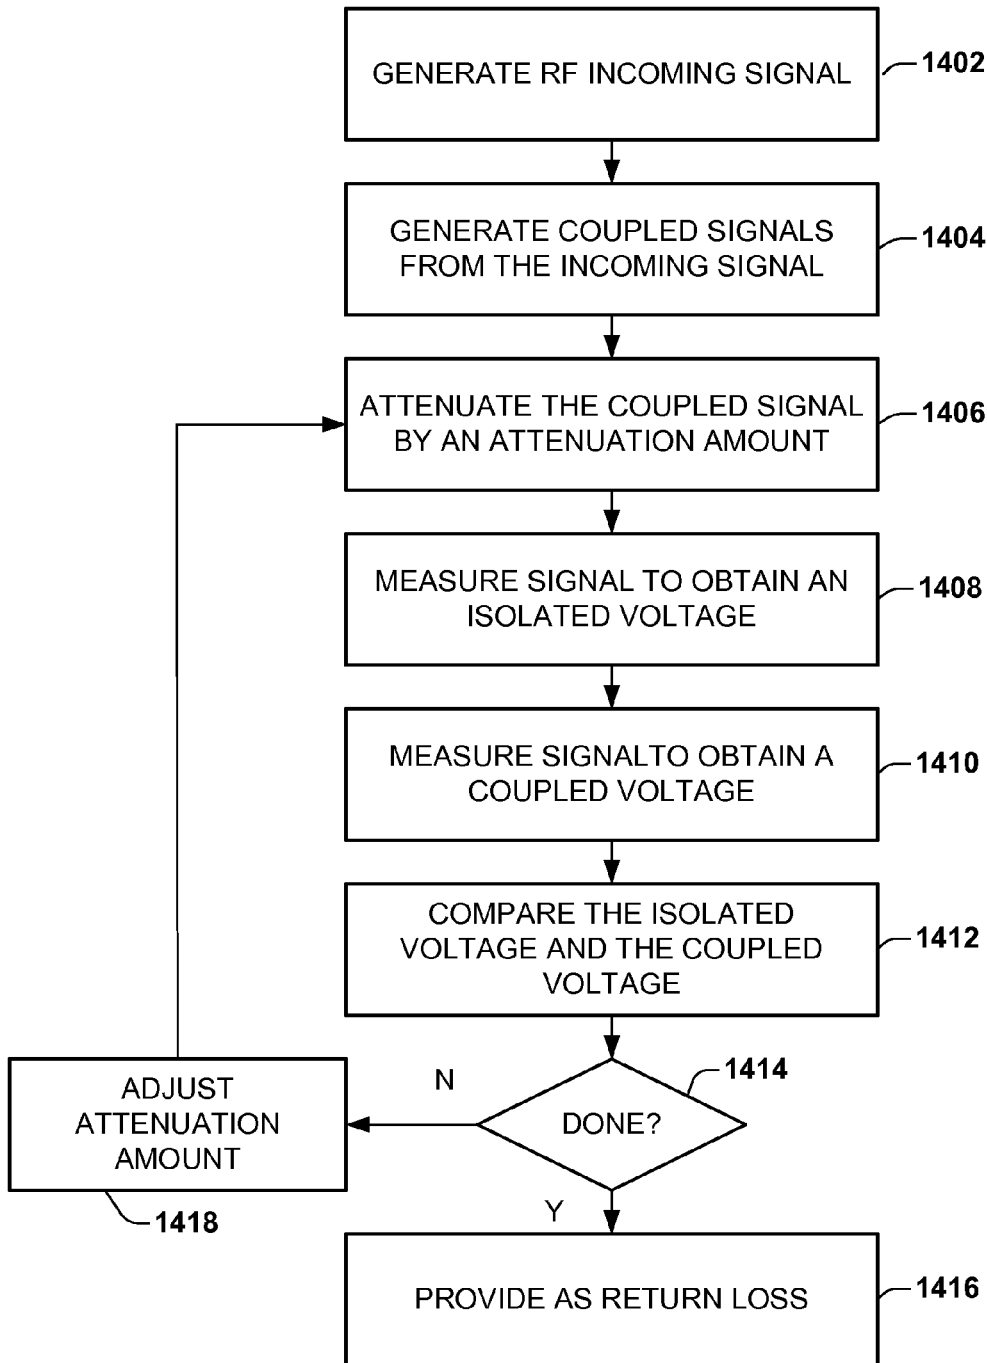 GENERATE RF INCOMING SIGNAL
1402
GENERATE COUPLED SIGNALS
FROM THE INCOMING SIGNAL
1404
ATTENUATE THE COUPLED SIGNAL
BY AN ATTENUATION AMOUNT
1406
MEASURE SIGNAL TO OBTAIN AN
ISOLATED VOLTAGE
1408
MEASURE SIGNALTO OBTAIN A
COUPLED VOLTAGE
1410
COMPARE THE ISOLATED
VOLTAGE AND THE COUPLED
VOLTAGE
1412
DONE?
1414
N
ADJUST
ATTENUATION
AMOUNT
1418
Y
PROVIDE AS RETURN LOSS
1416